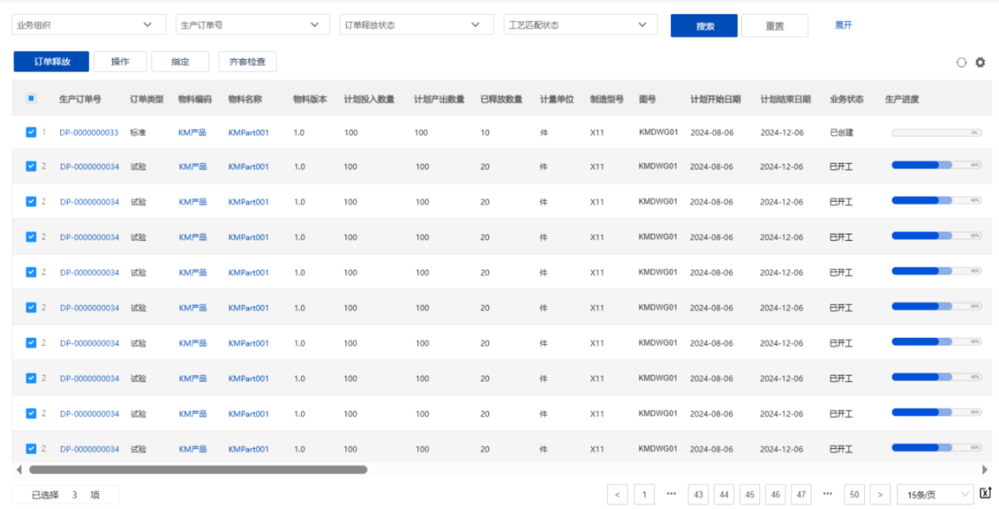 业务组织 生产订单号 订单释放状态 工艺匹配状态 搜索 重置 展开
订单释放 操作 指定 齐套检查
生产订单号 订单类型 物料编码 物料名称 物料版本 计划投入数量 计划产出数量 已释放数量 计量单位 制造型号 图号 计划开始日期 计划结束日期 业务状态 生产进度
1 DP-0000000033 标准 KM产品 KMPart001 1.0 100 100 10 件 X11 KMDWG01 2024-08-06 2024-12-06 已创建 0%
2 DP-0000000034 试验 KM产品 KMPart001 1.0 100 100 20 件 X11 KMDWG01 2024-08-06 2024-12-06 已开工 60%
2 DP-0000000034 试验 KM产品 KMPart001 1.0 100 100 20 件 X11 KMDWG01 2024-08-06 2024-12-06 已开工 60%
2 DP-0000000034 试验 KM产品 KMPart001 1.0 100 100 20 件 X11 KMDWG01 2024-08-06 2024-12-06 已开工 60%
2 DP-0000000034 试验 KM产品 KMPart001 1.0 100 100 20 件 X11 KMDWG01 2024-08-06 2024-12-06 已开工 60%
2 DP-0000000034 试验 KM产品 KMPart001 1.0 100 100 20 件 X11 KMDWG01 2024-08-06 2024-12-06 已开工 60%
2 DP-0000000034 试验 KM产品 KMPart001 1.0 100 100 20 件 X11 KMDWG01 2024-08-06 2024-12-06 已开工 60%
2 DP-0000000034 试验 KM产品 KMPart001 1.0 100 100 20 件 X11 KMDWG01 2024-08-06 2024-12-06 已开工 60%
2 DP-0000000034 试验 KM产品 KMPart001 1.0 100 100 20 件 X11 KMDWG01 2024-08-06 2024-12-06 已开工 60%
2 DP-0000000034 试验 KM产品 KMPart001 1.0 100 100 20 件 X11 KMDWG01 2024-08-06 2024-12-06 已开工 60%
已选择 3 项 < 1 ••• 43 44 45 46 47 ••• 50 > 15条/页